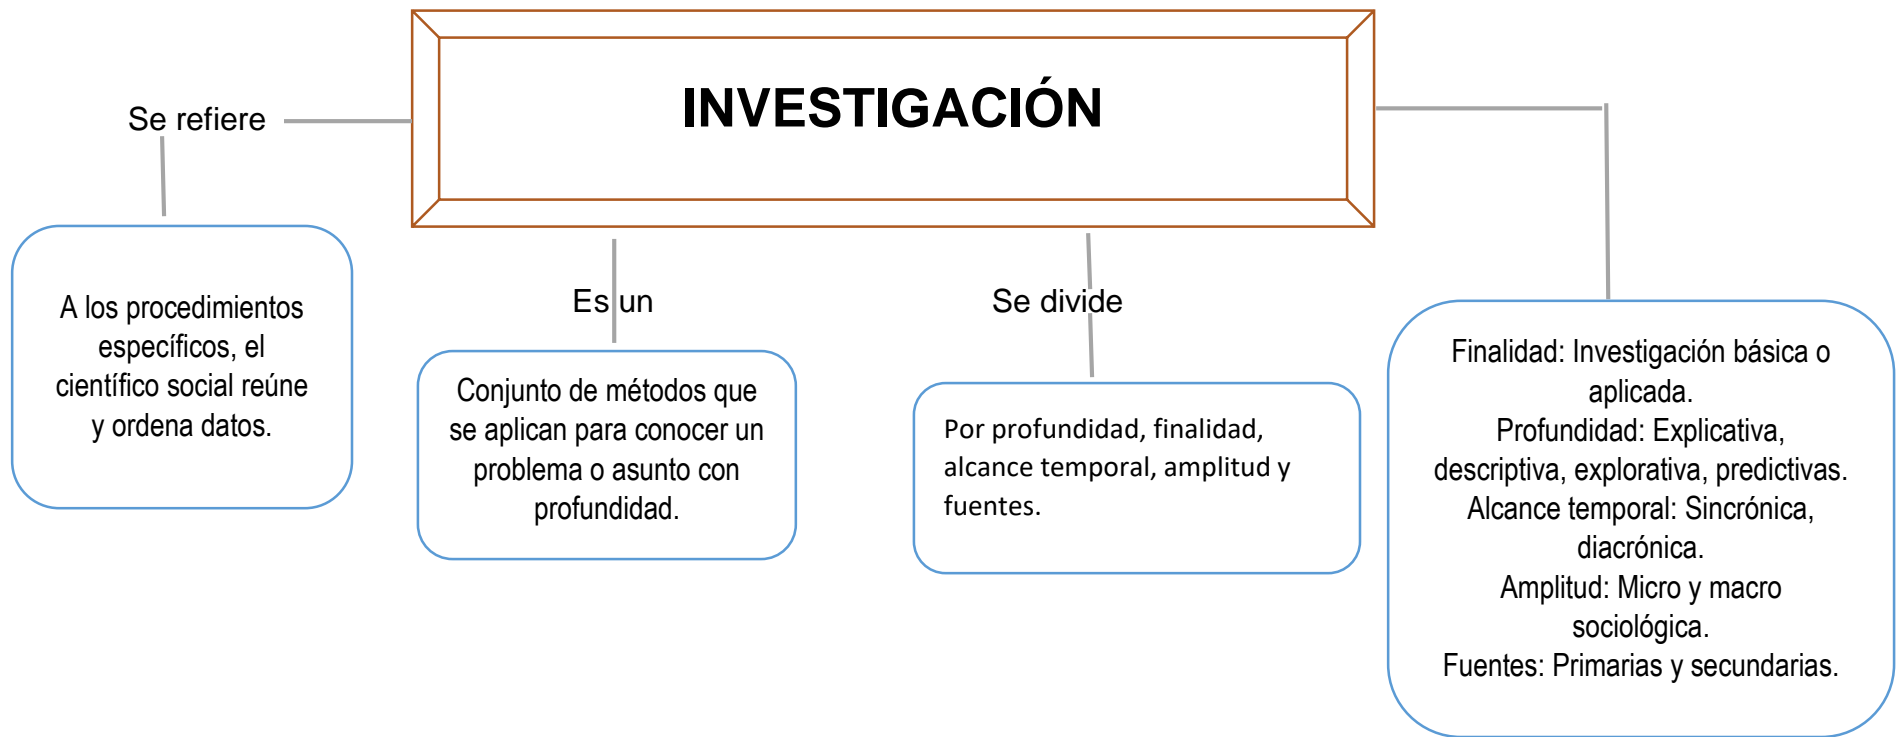 INVESTIGACIÓN
Se refiere
A los procedimientos
específicos, el
científico social reúne
y ordena datos.
Es un
Conjunto de métodos que
se aplican para conocer un
problema o asunto con
profundidad.
Se divide
Por profundidad, finalidad,
alcance temporal, amplitud y
fuentes.
Finalidad: Investigación básica o
aplicada.
Profundidad: Explicativa,
descriptiva, explorativa, predictivas.
Alcance temporal: Sincrónica,
diacrónica.
Amplitud: Micro y macro
sociológica.
Fuentes: Primarias y secundarias.